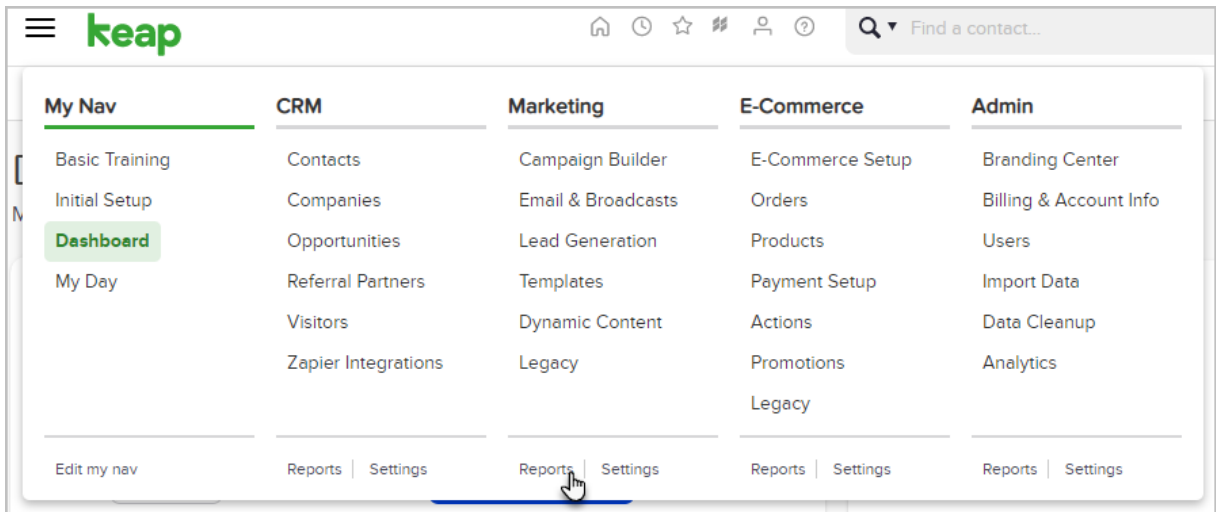 keap
Find a contact...
My Nav
Basic Training
Initial Setup
Dashboard
My Day
Edit my nav
CRM
Contacts
Companies
Opportunities
Referral Partners
Visitors
Zapier Integrations
Reports | Settings
Marketing
Campaign Builder
Email & Broadcasts
Lead Generation
Templates
Dynamic Content
Legacy
Reports | Settings
E-Commerce
E-Commerce Setup
Orders
Products
Payment Setup
Actions
Promotions
Legacy
Reports | Settings
Admin
Branding Center
Billing & Account Info
Users
Import Data
Data Cleanup
Analytics
Reports | Settings